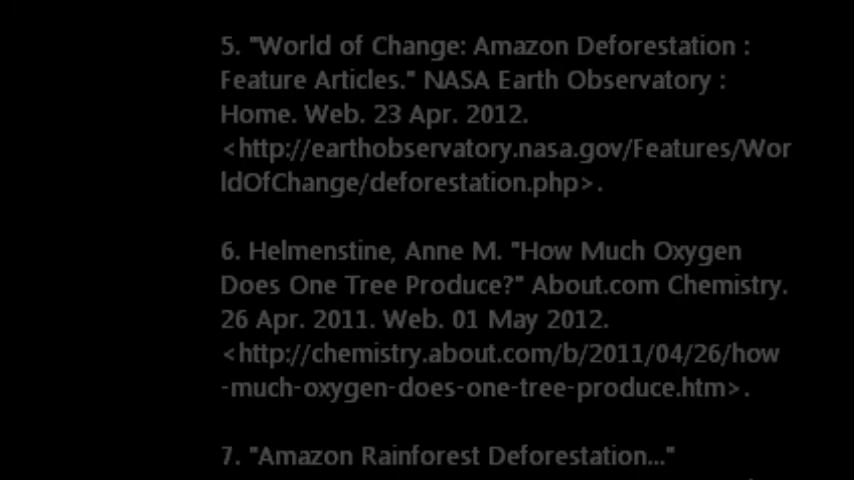 5. "World of Change: Amazon Deforestation :
Feature Articles." NASA Earth Observatory :
Home. Web. 23 Apr. 2012.
<http://earthobservatory.nasa.gov/Features/Wor
ldOfChange/deforestation.php>.
6. Helmenstine, Anne M. "How Much Oxygen
Does One Tree Produce?" About.com Chemistry.
26 Apr. 2011. Web. 01 May 2012.
<http://chemistry.about.com/b/2011/04/26/how
-much-oxygen-does-one-tree-produce.htm>.
7. "Amazon Rainforest Deforestation..."